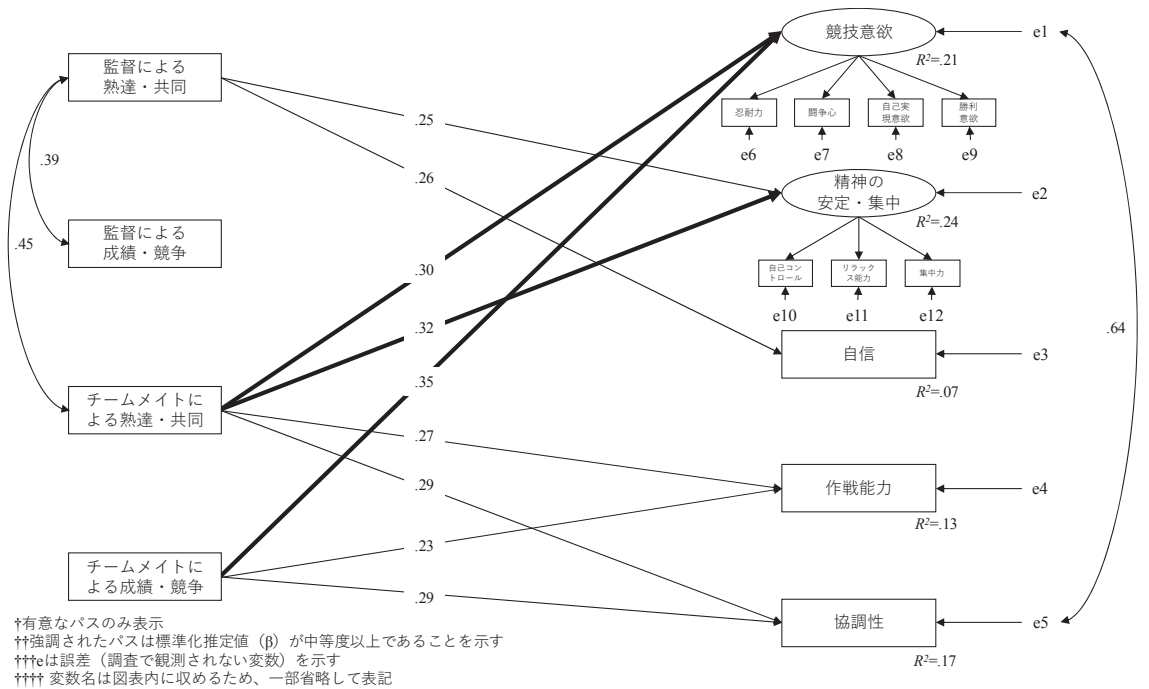 競技意欲
e1
R²=.21
監督による
熟達・共同
忍耐力
闘争心
自己実
現意欲
勝利
意欲
.25
e6
e7
e8
e9
.39
.26
精神の
安定・集中
e2
R²=.24
監督による
成績・競争
.45
.30
自己コン
トロール
リラック
ス能力
集中力
e10
e11
e12
.32
.64
自信
e3
.35
R²=.07
チームメイトに
よる熟達・共同
.27
.29
作戦能力
e4
R²=.13
.23
チームメイトに
よる成績・競争
.29
協調性
e5
R²=.17
†有意なパスのみ表示
††強調されたパスは標準化推定値（β）が中等度以上であることを示す
†††eは誤差（調査で観測されない変数）を示す
†††† 変数名は図表内に収めるため、一部省略して表記